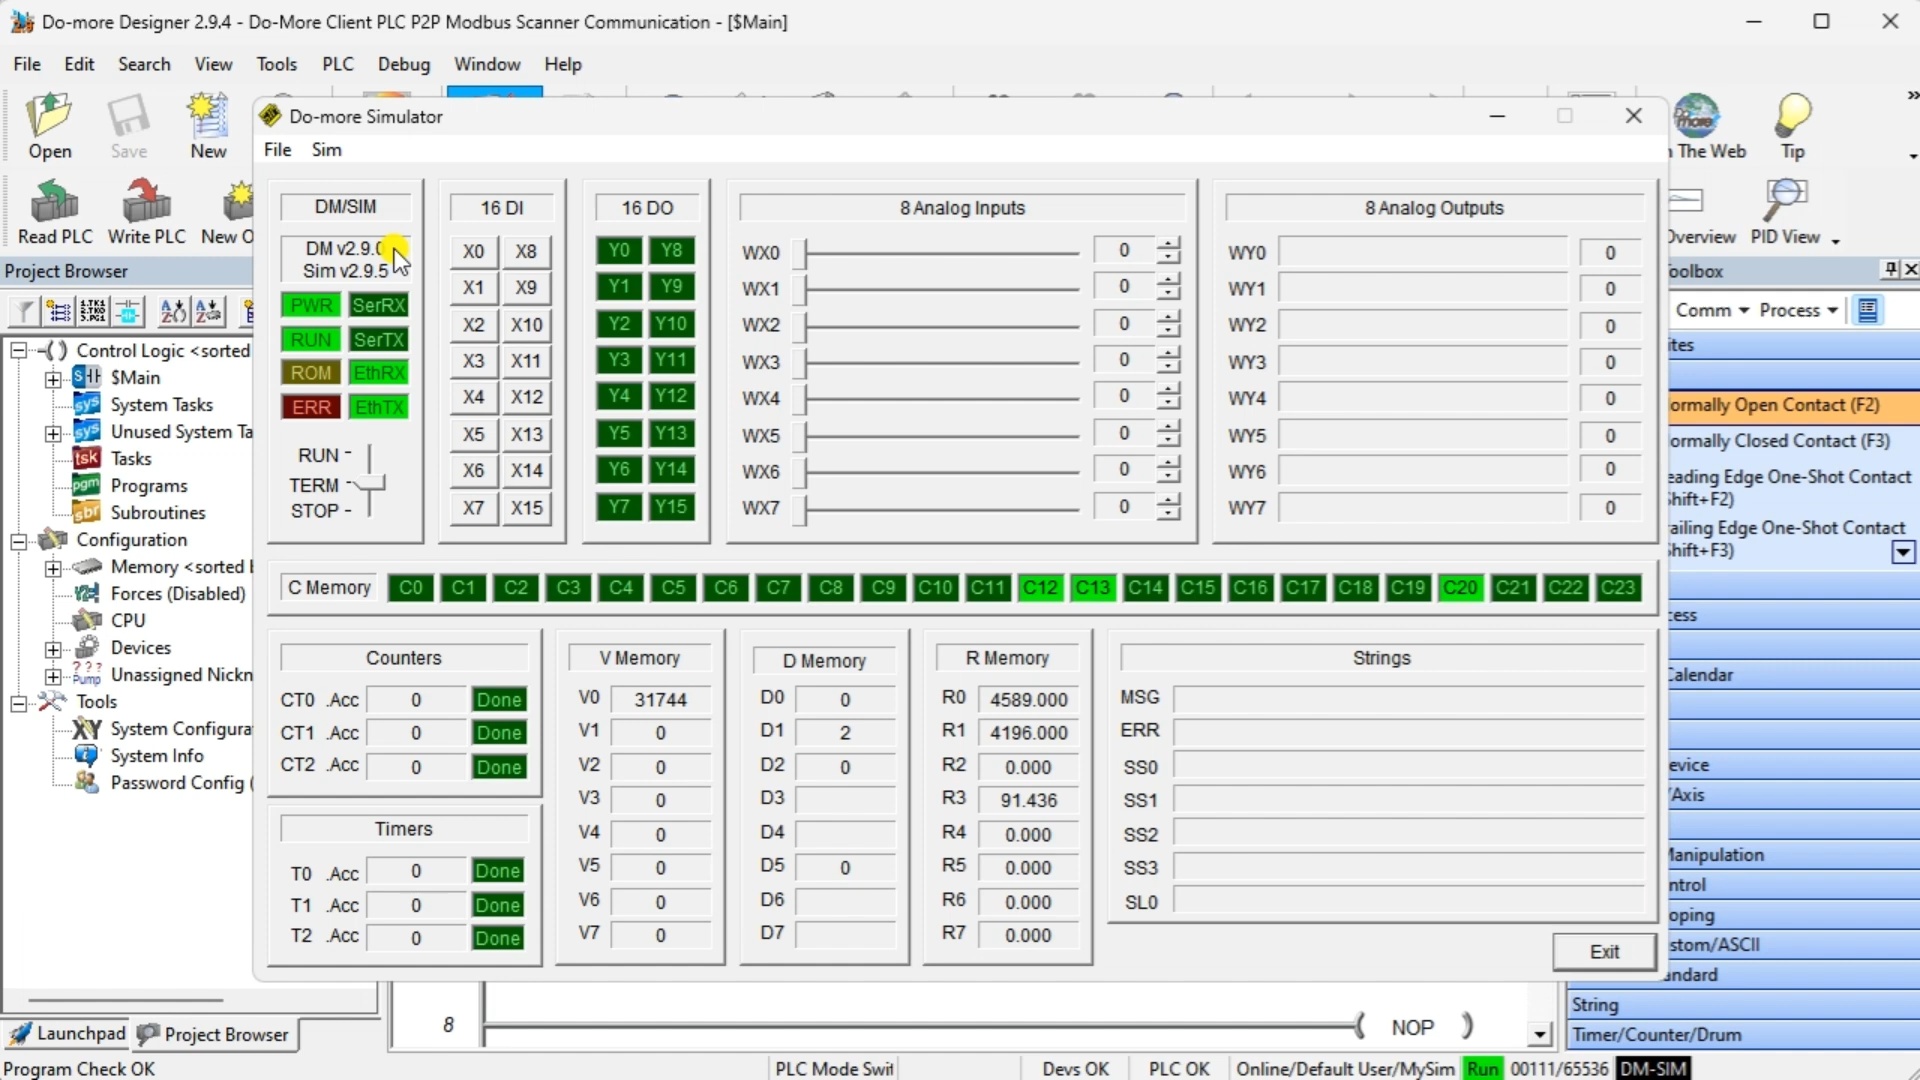 Do-more Designer 2.9.4 - Do-More Client PLC P2P Modbus Scanner Communication - [$Main]
File Edit Search View Tools PLC Debug Window Help
Open Save New
The Web Tip
Read PLC Write PLC New
Overview PID View
Project Browser
Control Logic <sorted
$Main
System Tasks
Unused System Ta
Tasks
Programs
Subroutines
Configuration
Memory <sorted
Forces (Disabled)
CPU
Devices
Unassigned Nickn
Tools
System Configura
System Info
Password Config (
Launchpad Project Browser
Do-more Simulator
File Sim
DM/SIM
DM v2.9.0
Sim v2.9.5
PWR SerRX
RUN SerTX
ROM EthRX
ERR EthTX
RUN -
TERM -
STOP -
16 DI
X0 X8
X1 X9
X2 X10
X3 X11
X4 X12
X5 X13
X6 X14
X7 X15
16 DO
Y0 Y8
Y1 Y9
Y2 Y10
Y3 Y11
Y4 Y12
Y5 Y13
Y6 Y14
Y7 Y15
8 Analog Inputs
WX0 0
WX1 0
WX2 0
WX3 0
WX4 0
WX5 0
WX6 0
WX7 0
8 Analog Outputs
WY0 0
WY1 0
WY2 0
WY3 0
WY4 0
WY5 0
WY6 0
WY7 0
C Memory C0 C1 C2 C3 C4 C5 C6 C7 C8 C9 C10 C11 C12 C13 C14 C15 C16 C17 C18 C19 C20 C21 C22 C23
Counters
CT0 .Acc 0 Done
CT1 .Acc 0 Done
CT2 .Acc 0 Done
Timers
T0 .Acc 0 Done
T1 .Acc 0 Done
T2 .Acc 0 Done
V Memory
V0 31744
V1 0
V2 0
V3 0
V4 0
V5 0
V6 0
V7 0
D Memory
D0 0
D1 2
D2 0
D3
D4
D5 0
D6
D7
R Memory
R0 4589.000
R1 4196.000
R2 0.000
R3 91.436
R4 0.000
R5 0.000
R6 0.000
R7 0.000
Strings
MSG
ERR
SS0
SS1
SS2
SS3
SL0
Exit
oolbox
Comm Process
ites
ormally Open Contact (F2)
ormally Closed Contact (F3)
eading Edge One-Shot Contact
Shift+F2)
railing Edge One-Shot Contact
Shift+F3)
cess
Calendar
evice
/Axis
Manipulation
ntrol
oping
stom/ASCII
andard
String
Timer/Counter/Drum
8 NOP
Program Check OK PLC Mode Swit Devs OK PLC OK Online/Default User/MySim Run 00111/65536 DM-SIM